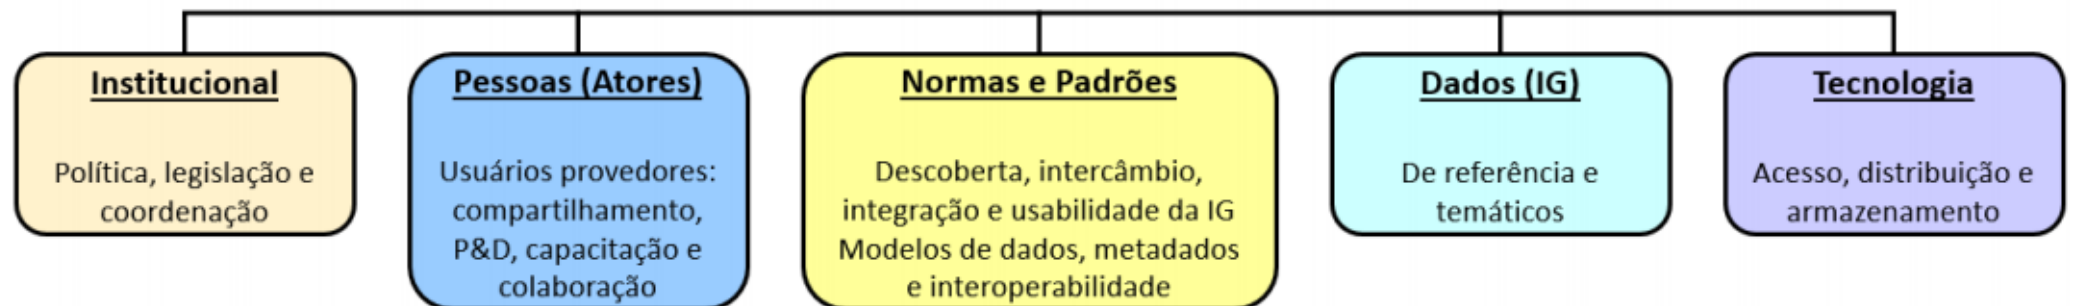 Institucional
Política, legislação e
coordenação
Pessoas (Atores)
Usuários provedores:
compartilhamento,
P&D, capacitação e
colaboração
Normas e Padrões
Descoberta, intercâmbio,
integração e usabilidade da IG
Modelos de dados, metadados
e interoperabilidade
Dados (IG)
De referência e
temáticos
Tecnologia
Acesso, distribuição e
armazenamento